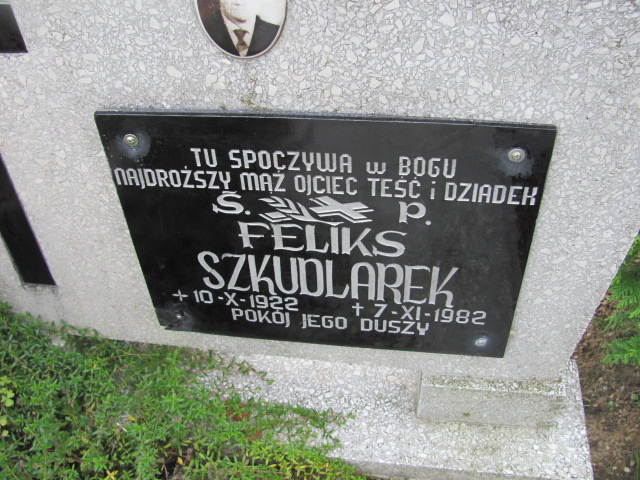 TU SPOCZYWA w BOGU
NAJDROŻSZY MĄŻ OJCIEC TEŚĆ i DZIADEK
Ś. P.
FELIKS
SZKUDLAREK
+ 10-X-1922 + 7-XI-1982
POKÓJ JEGO DUSZY